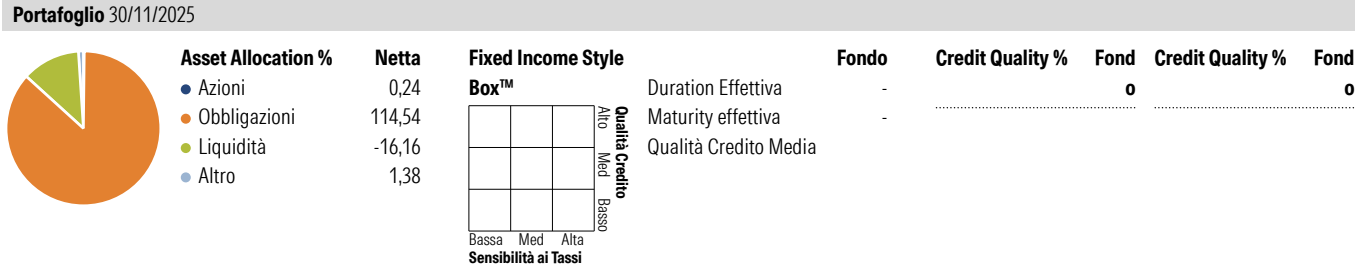 Portafoglio 30/11/2025
Asset Allocation % Netta
Azioni 0,24
Obbligazioni 114,54
Liquidità -16,16
Altro 1,38
Fixed Income Style
Box™
Alto Med Basso
Qualità Credito
Bassa Med Alta
Sensibilità ai Tassi
Fondo
Duration Effettiva -
Maturity effettiva -
Qualità Credito Media
Credit Quality % Fond Credit Quality % Fond
o o